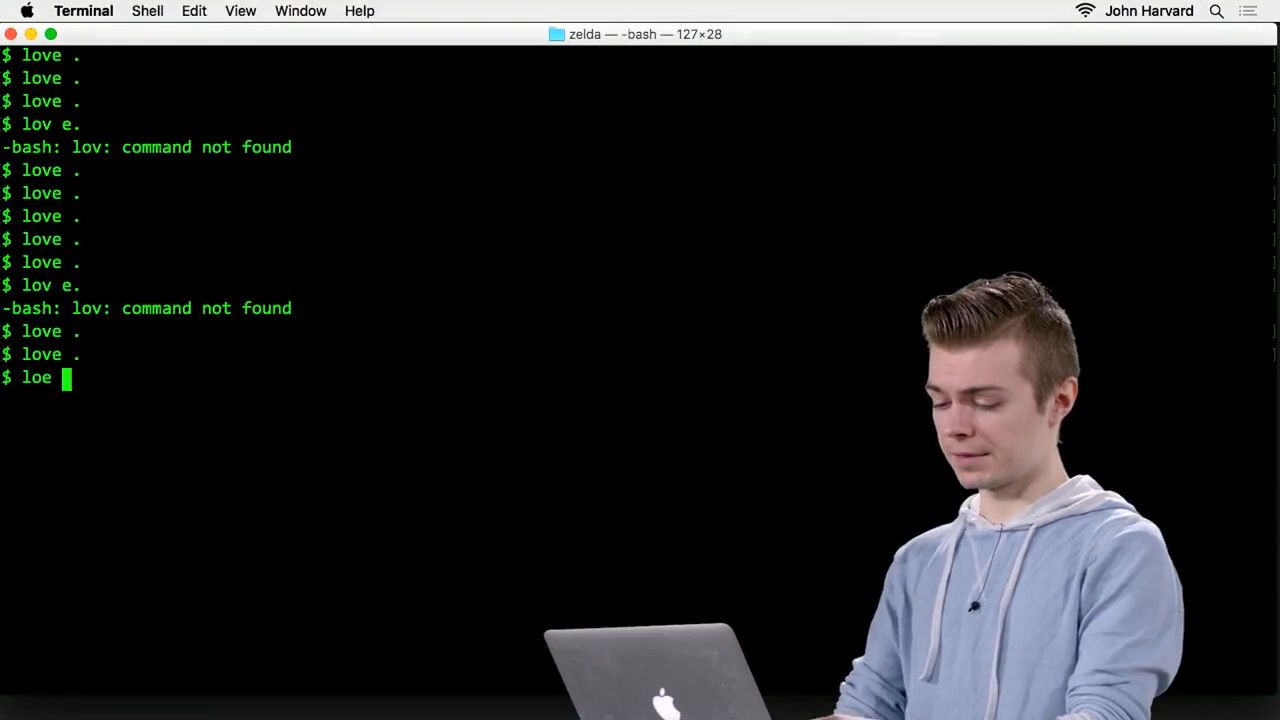 Terminal Shell Edit View Window Help John Harvard
zelda — -bash — 127×28
$ love .
$ love .
$ love .
$ lov e.
-bash: lov: command not found
$ love .
$ love .
$ love .
$ love .
$ love .
$ lov e.
-bash: lov: command not found
$ love .
$ love .
$ loe